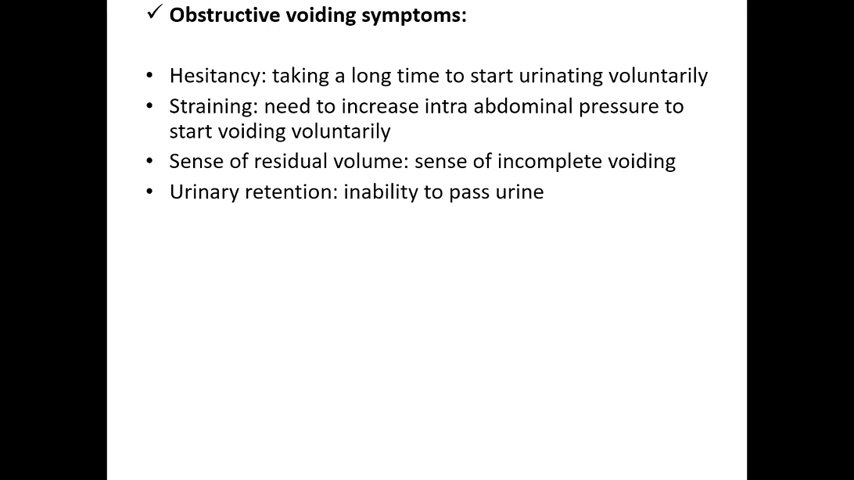 ✓ Obstructive voiding symptoms:
• Hesitancy: taking a long time to start urinating voluntarily
• Straining: need to increase intra abdominal pressure to
start voiding voluntarily
• Sense of residual volume: sense of incomplete voiding
• Urinary retention: inability to pass urine